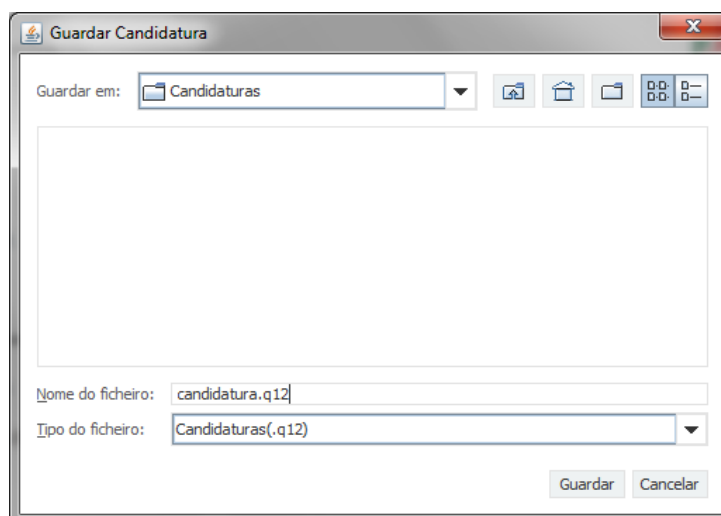 Guardar Candidatura
Guardar em: Candidaturas
Nome do ficheiro: candidatura.q12
Tipo do ficheiro: Candidaturas(.q12)
Guardar Cancelar